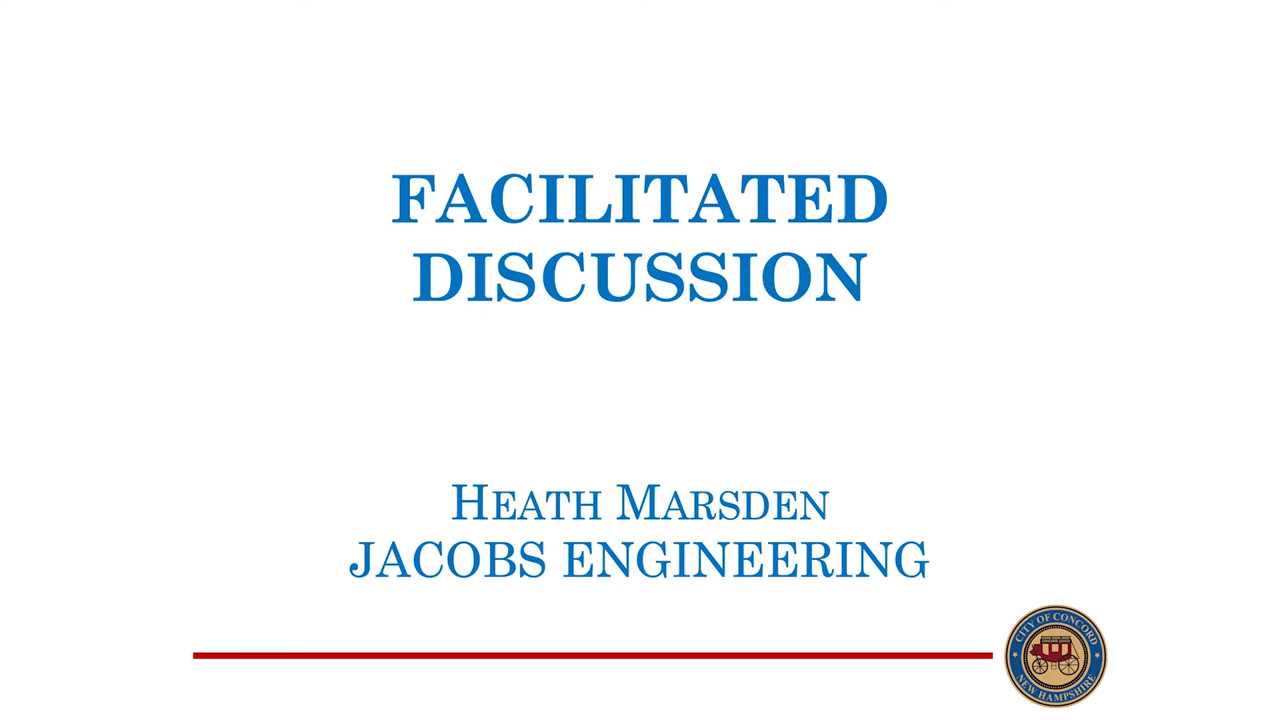 FACILITATED
DISCUSSION
HEATH MARSDEN
JACOBS ENGINEERING
CITY OF CONCORD
NEW HAMPSHIRE